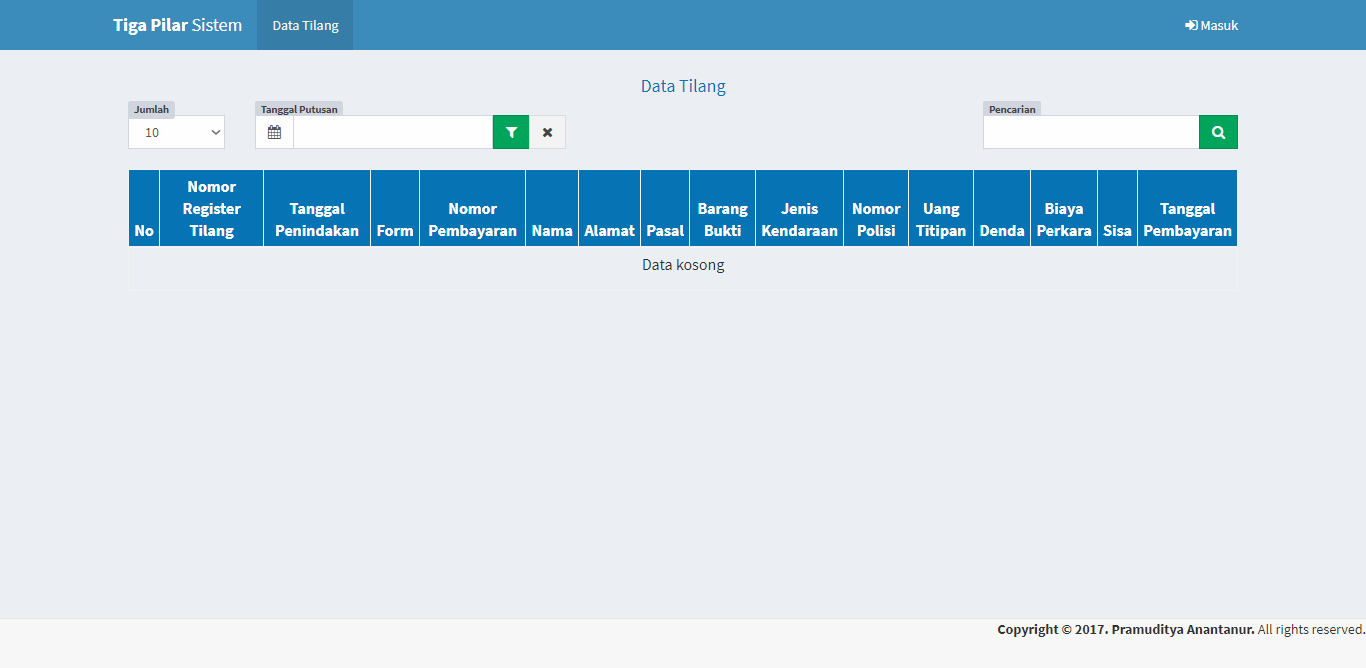 Tiga Pilar Sistem Data Tilang Masuk
Data Tilang
Jumlah Tanggal Putusan Pencarian
10
No
Nomor Register Tilang
Tanggal Penindakan
Form
Nomor Pembayaran
Nama
Alamat
Pasal
Barang Bukti
Jenis Kendaraan
Nomor Polisi
Uang Titipan
Denda
Biaya Perkara
Sisa
Tanggal Pembayaran
Data kosong
Copyright © 2017. Pramuditya Anantanur. All rights reserved.